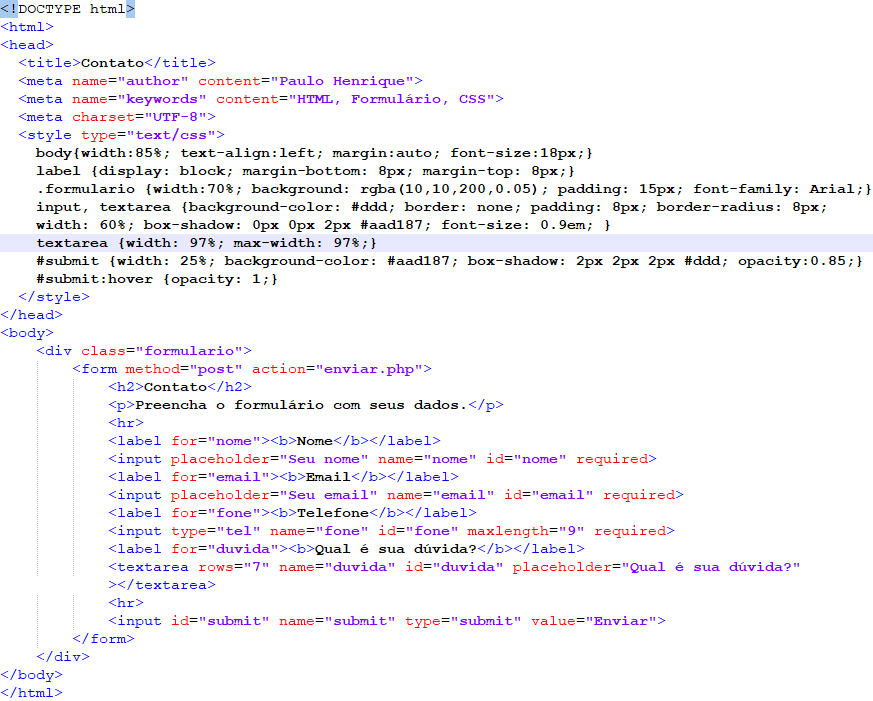 <!DOCTYPE html>
<html>
<head>
  <title>Contato</title>
  <meta name="author" content="Paulo Henrique">
  <meta name="keywords" content="HTML, Formulário, CSS">
  <meta charset="UTF-8">
  <style type="text/css">
    body{width:85%; text-align:left; margin:auto; font-size:18px;}
    label {display: block; margin-bottom: 8px; margin-top: 8px;}
    .formulario {width:70%; background: rgba(10,10,200,0.05); padding: 15px; font-family: Arial;}
    input, textarea {background-color: #ddd; border: none; padding: 8px; border-radius: 8px;
    width: 60%; box-shadow: 0px 0px 2px #aad187; font-size: 0.9em; }
    textarea {width: 97%; max-width: 97%;}
    #submit {width: 25%; background-color: #aad187; box-shadow: 2px 2px 2px #ddd; opacity:0.85;}
    #submit:hover {opacity: 1;}
  </style>
</head>
<body>
    <div class="formulario">
        <form method="post" action="enviar.php">
            <h2>Contato</h2>
            <p>Preencha o formulário com seus dados.</p>
            <hr>
            <label for="nome"><b>Nome</b></label>
            <input placeholder="Seu nome" name="nome" id="nome" required>
            <label for="email"><b>Email</b></label>
            <input placeholder="Seu email" name="email" id="email" required>
            <label for="fone"><b>Telefone</b></label>
            <input type="tel" name="fone" id="fone" maxlength="9" required>
            <label for="duvida"><b>Qual é sua dúvida?</b></label>
            <textarea rows="7" name="duvida" id="duvida" placeholder="Qual é sua dúvida?"
            ></textarea>
            <hr>
            <input id="submit" name="submit" type="submit" value="Enviar">
        </form>
    </div>
</body>
</html>